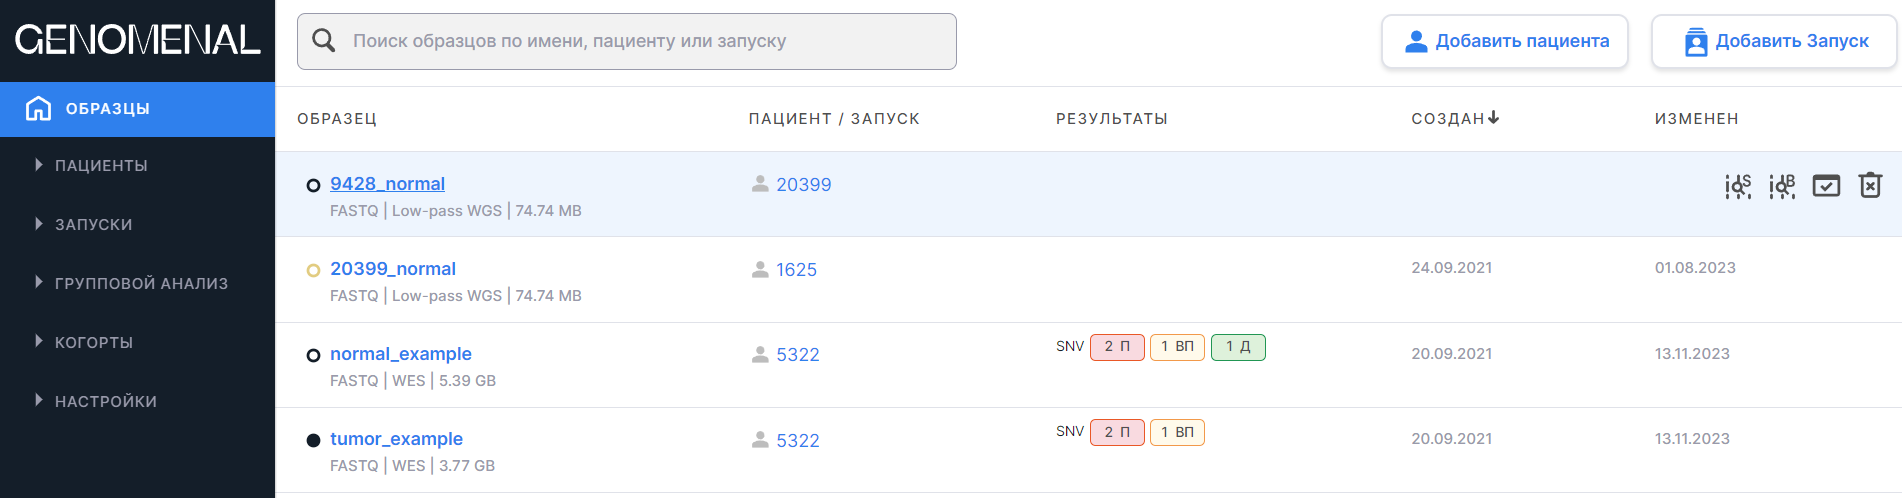 GENOMENAL
Поиск образцов по имени, пациенту или запуску
Добавить пациента
Добавить Запуск
ОБРАЗЦЫ
ПАЦИЕНТЫ
ЗАПУСКИ
ГРУППОВОЙ АНАЛИЗ
КОГОРТЫ
НАСТРОЙКИ
ОБРАЗЕЦ ПАЦИЕНТ / ЗАПУСК РЕЗУЛЬТАТЫ СОЗДАН ИЗМЕНЕН
9428_normal 20399 S B
FASTQ | Low-pass WGS | 74.74 MB
20399_normal 1625 24.09.2021 01.08.2023
FASTQ | Low-pass WGS | 74.74 MB
normal_example 5322 SNV 2 П 1 ВП 1 Д 20.09.2021 13.11.2023
FASTQ | WES | 5.39 GB
tumor_example 5322 SNV 2 П 1 ВП 20.09.2021 13.11.2023
FASTQ | WES | 3.77 GB